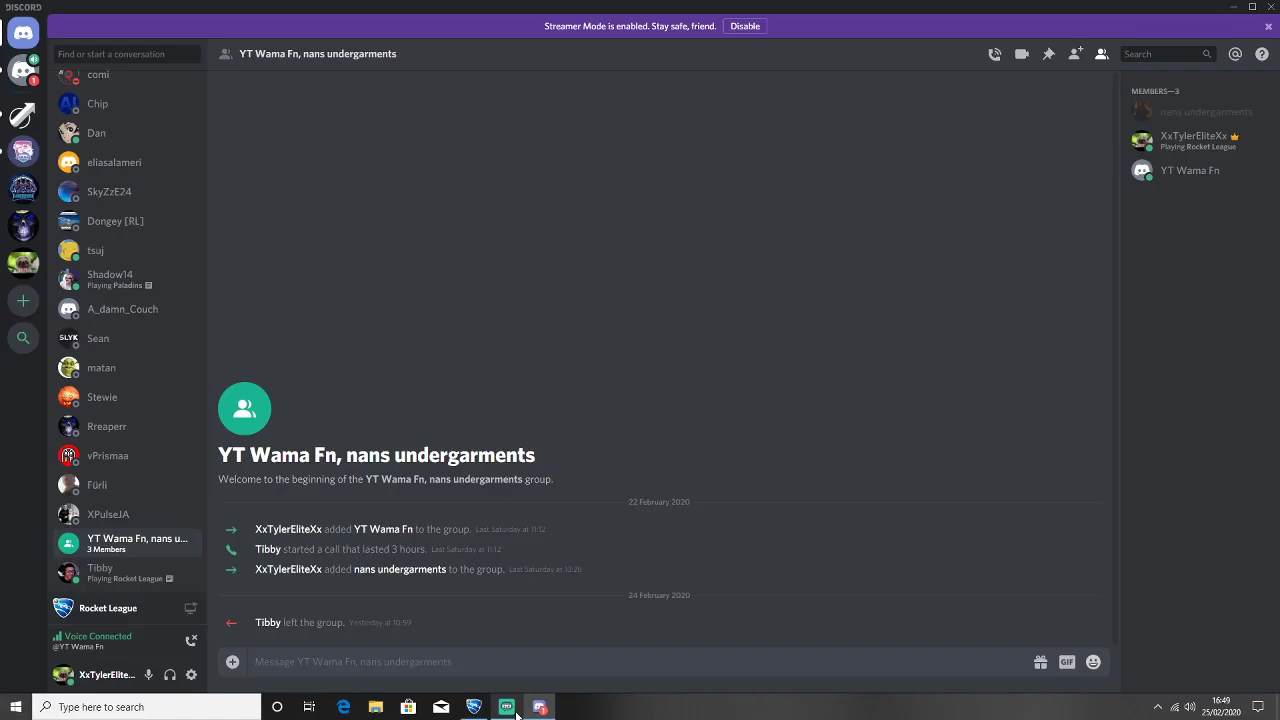 DISCORD
Streamer Mode is enabled. Stay safe, friend.
Disable
Find or start a conversation
YT Wama Fn, nans undergarments
Search
1
comi
Chip
Dan
eliasalameri
SkyZzE24
Dongey [RL]
tsuj
Shadow14
Playing Paladins
A_damn_Couch
SLYK
Sean
matan
Stewie
Rreaperr
vPrismaa
Fürli
XPulseJA
YT Wama Fn, nans u...
3 Members
Tibby
Playing Rocket League
Rocket League
Voice Connected
@YT Wama Fn
XxTylerElite...
YT Wama Fn, nans undergarments
Welcome to the beginning of the YT Wama Fn, nans undergarments group.
22 February 2020
XxTylerEliteXx added YT Wama Fn to the group. Last Saturday at 11:12
Tibby started a call that lasted 3 hours. Last Saturday at 11:12
XxTylerEliteXx added nans undergarments to the group. Last Saturday at 13:26
24 February 2020
Tibby left the group. Yesterday at 10:59
Message YT Wama Fn, nans undergarments
GIF
MEMBERS—3
nans undergarments
XxTylerEliteXx
Playing Rocket League
YT Wama Fn
Type here to search
1
16:49
25/02/2020